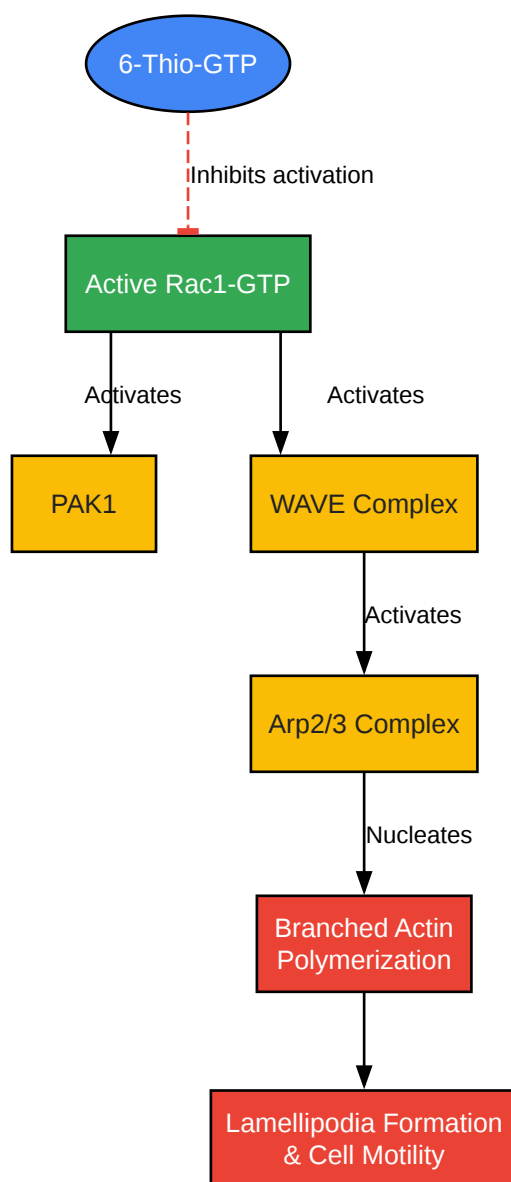 6-Thio-GTP
Inhibits activation
Active Rac1-GTP
Activates
Activates
PAK1
WAVE Complex
Activates
Arp2/3 Complex
Nucleates
Branched Actin
Polymerization
Lamellipodia Formation
& Cell Motility